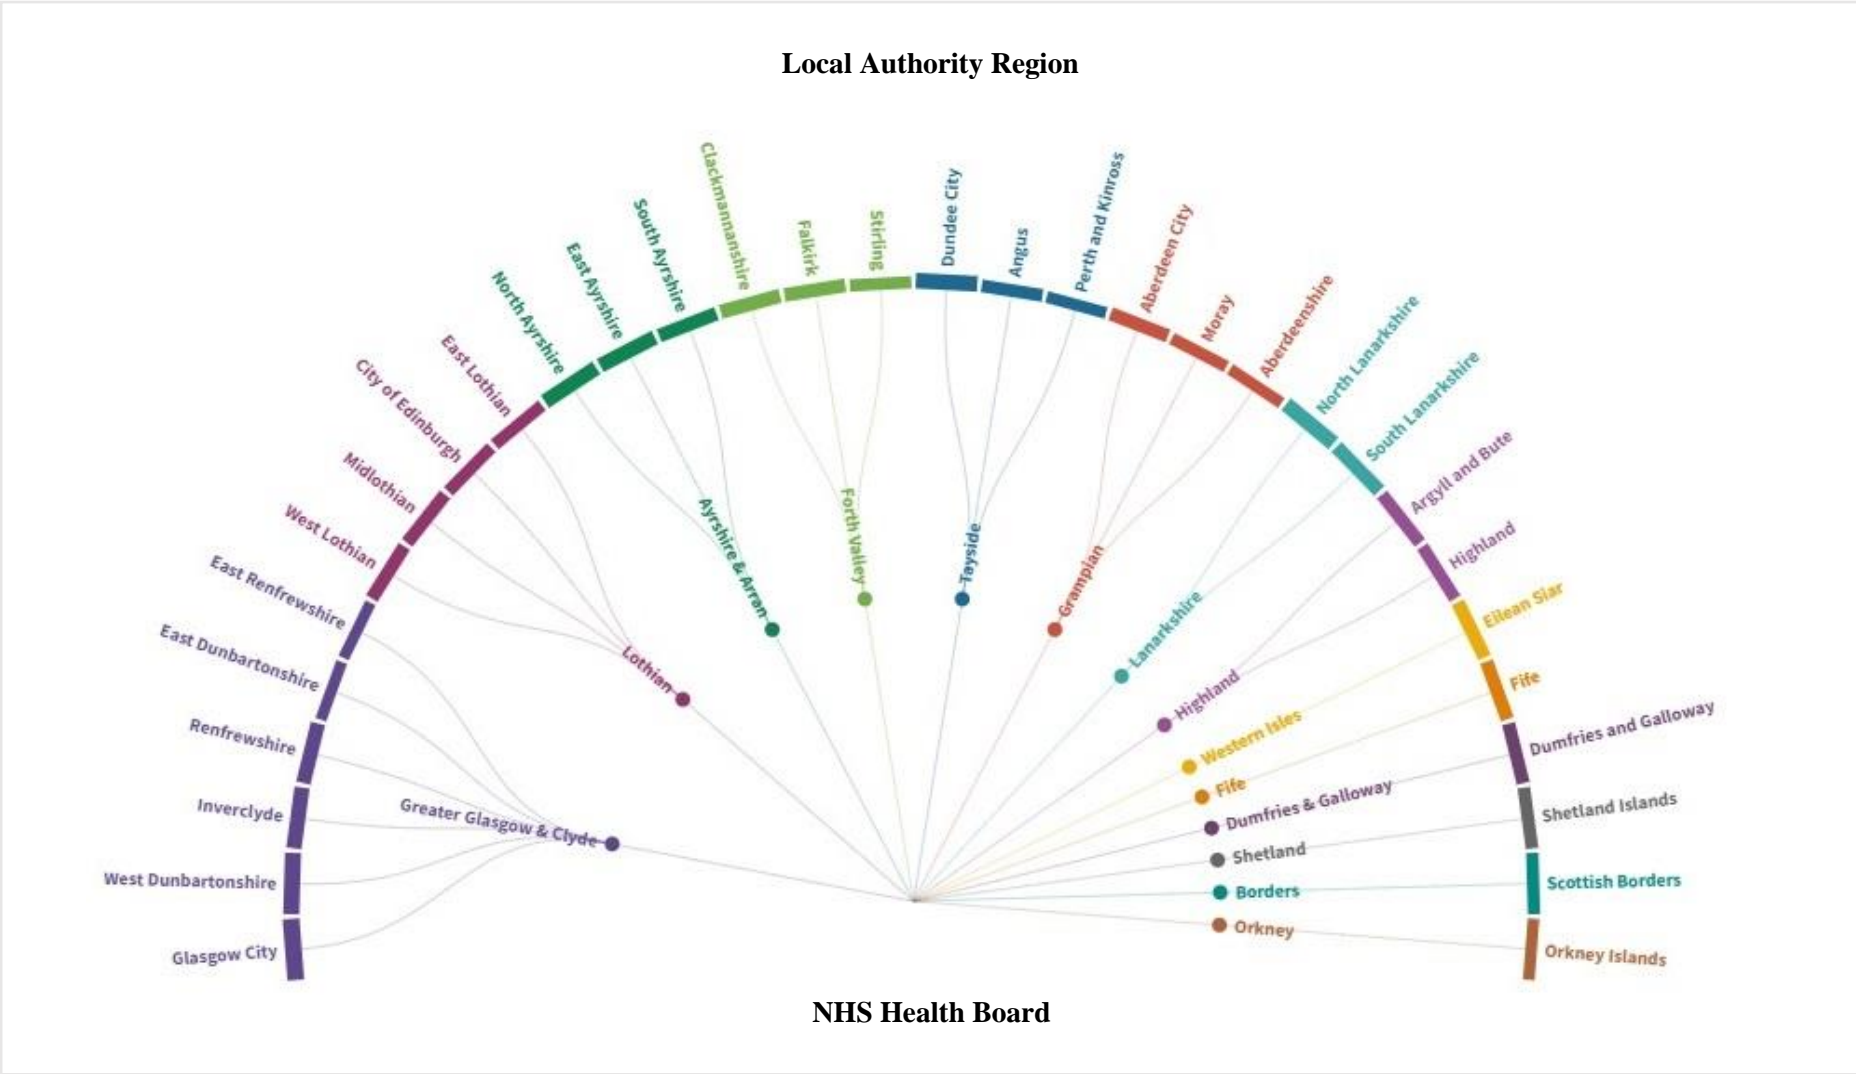 Local Authority Region
Glasgow City
West Dunbartonshire
Inverclyde
Renfrewshire
East Dunbartonshire
East Renfrewshire
West Lothian
Midlothian
City of Edinburgh
East Lothian
North Ayrshire
East Ayrshire
South Ayrshire
Clackmannanshire
Falkirk
Stirling
Dundee City
Angus
Perth and Kinross
Aberdeen City
Moray
Aberdeenshire
North Lanarkshire
South Lanarkshire
Argyll and Bute
Highland
Eilean Siar
Fife
Dumfries and Galloway
Shetland Islands
Scottish Borders
Orkney Islands
Greater Glasgow & Clyde
Lothian
Ayrshire & Arran
Forth Valley
Tayside
Grampian
Lanarkshire
Highland
Western Isles
Fife
Dumfries & Galloway
Shetland
Borders
Orkney
NHS Health Board